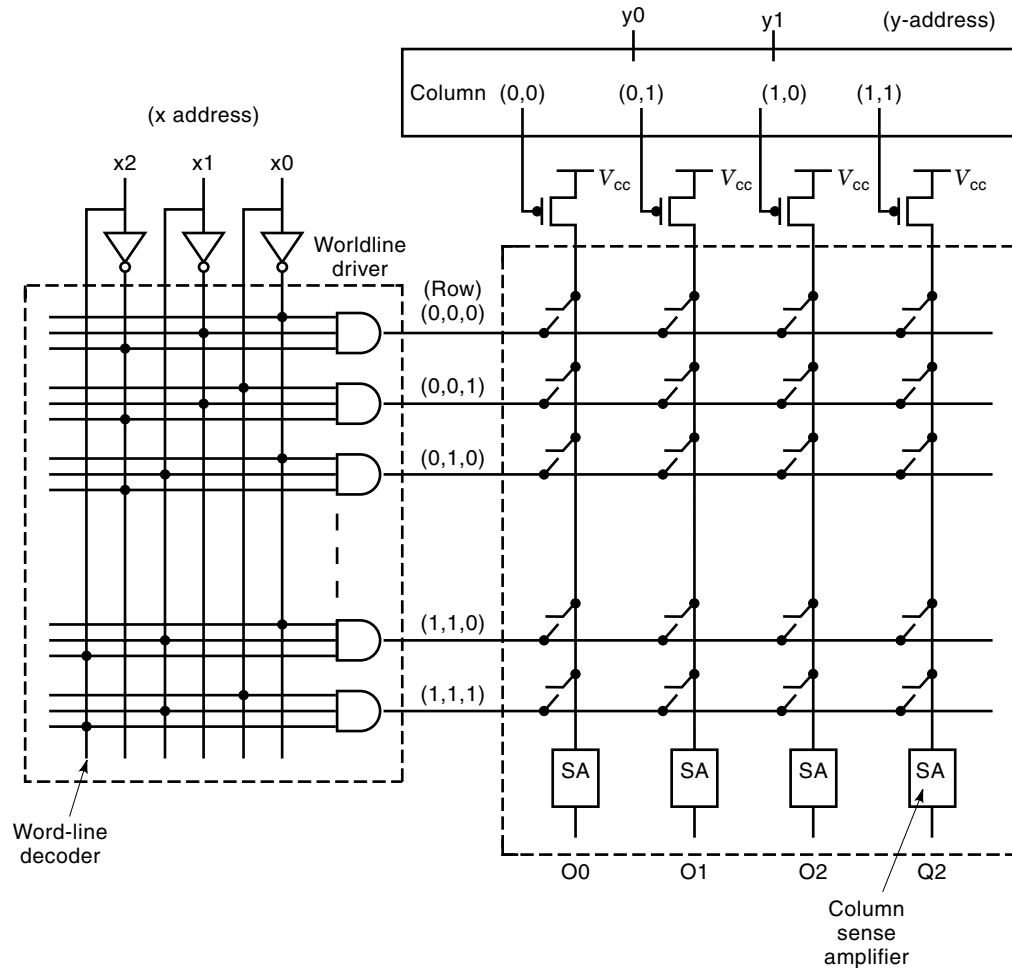 y0 y1 (y-address)
Column (0,0) (0,1) (1,0) (1,1)
(x address)
x2 x1 x0
Vcc Vcc Vcc Vcc
Worldline
driver
(Row)
(0,0,0)
(0,0,1)
(0,1,0)
(1,1,0)
(1,1,1)
SA SA SA SA
Word-line
decoder
O0 O1 O2 Q2
Column
sense
amplifier